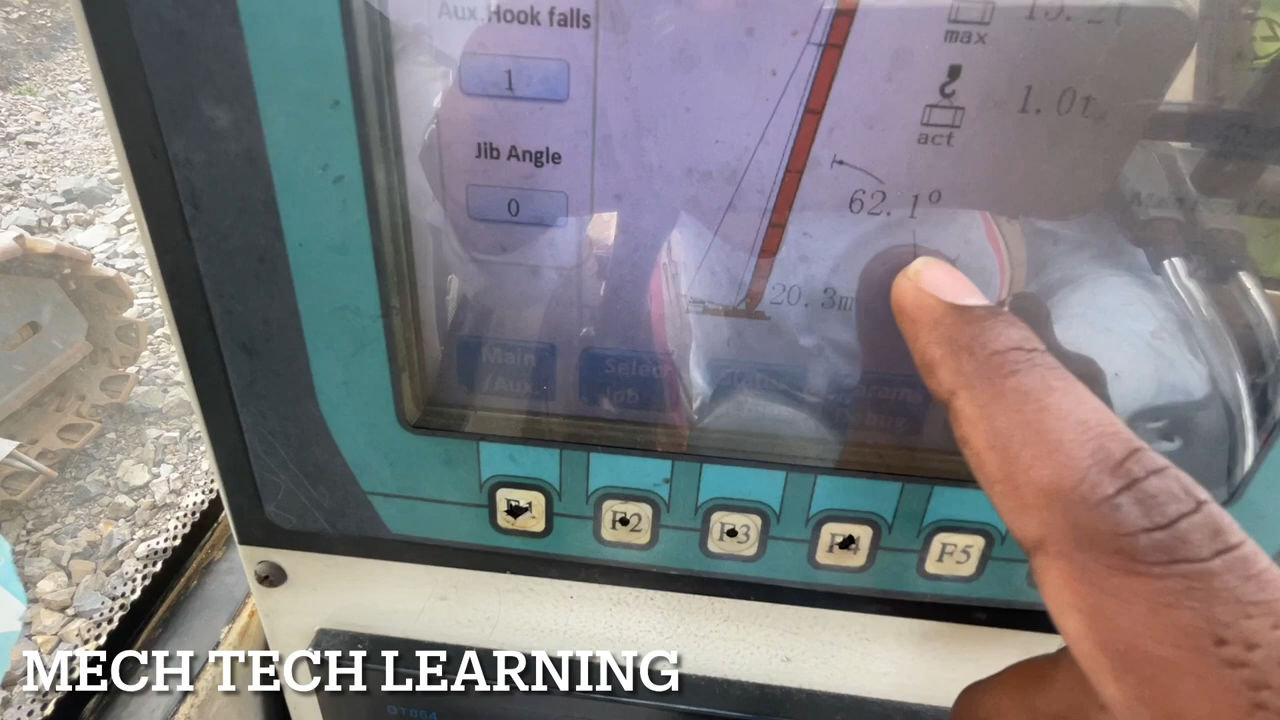 Aux.Hook falls
1
Jib Angle
0
max
1.0t
act
62.1°
20.3m
Main
/Aux
Select
job
F1
F2
F3
F4
F5
MECH TECH LEARNING